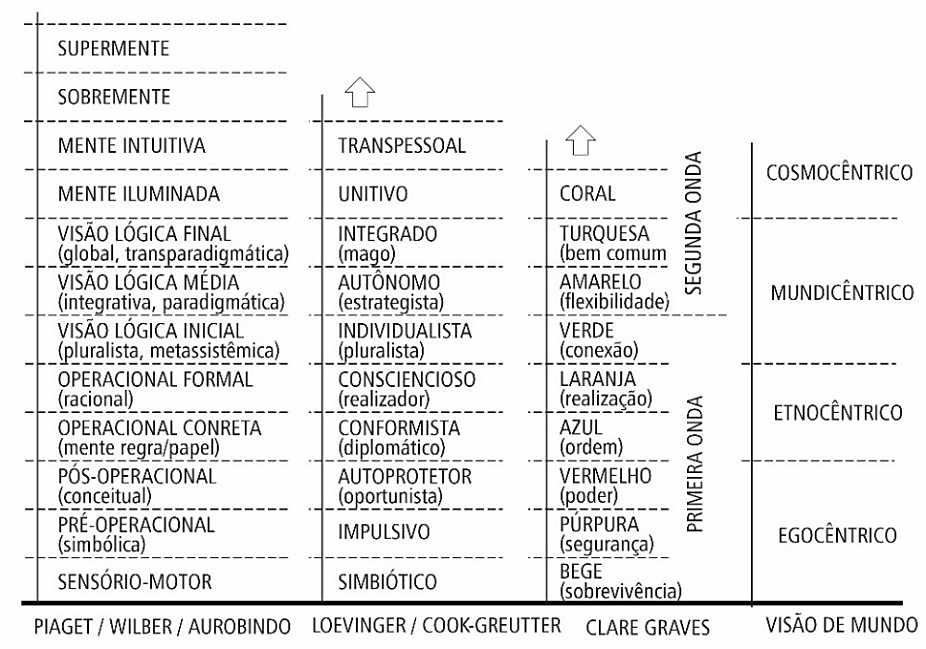 SUPERMENTE
SOBREMENTE
MENTE INTUITIVA
MENTE ILUMINADA
VISÃO LÓGICA FINAL
(global, transparadigmática)
VISÃO LÓGICA MÉDIA
(integrativa, paradigmática)
VISÃO LÓGICA INICIAL
(pluralista, metassistêmica)
OPERACIONAL FORMAL
(racional)
OPERACIONAL CONRETA
(mente regra/papel)
PÓS-OPERACIONAL
(conceitual)
PRÉ-OPERACIONAL
(simbólica)
SENSÓRIO-MOTOR
PIAGET / WILBER / AUROBINDO
TRANSPESSOAL
UNITIVO
INTEGRADO
(mago)
AUTÔNOMO
(estrategista)
INDIVIDUALISTA
(pluralista)
CONSCIENCIOSO
(realizador)
CONFORMISTA
(diplomático)
AUTOPROTETOR
(oportunista)
IMPULSIVO
SIMBIÓTICO
LOEVINGER / COOK-GREUTTER
CORAL
TURQUESA
(bem comum
AMARELO
(flexibilidade)
VERDE
(conexão)
LARANJA
(realização)
AZUL
(ordem)
VERMELHO
(poder)
PÚRPURA
(segurança)
BEGE
(sobrevivência)
CLARE GRAVES
SEGUNDA ONDA
PRIMEIRA ONDA
COSMOCÊNTRICO
MUNDICÊNTRICO
ETNOCÊNTRICO
EGOCÊNTRICO
VISÃO DE MUNDO